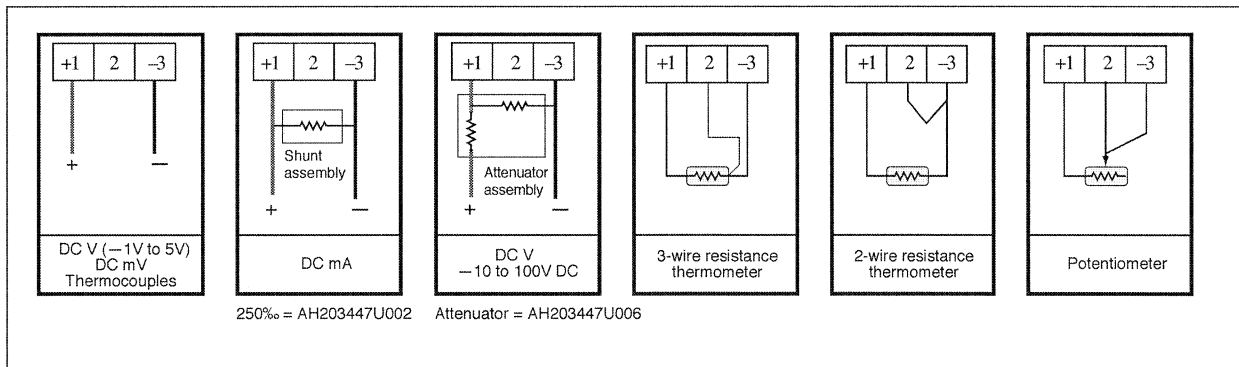 +1 2 –3
+ —
DC V (—1V to 5V)
DC mV
Thermocouples
+1 2 –3
Shunt
assembly
+ —
DC mA
250‰ = AH203447U002
+1 2 –3
Attenuator
assembly
+ —
DC V
—10 to 100V DC
Attenuator = AH203447U006
+1 2 –3
3-wire resistance
thermometer
+1 2 –3
2-wire resistance
thermometer
+1 2 –3
Potentiometer